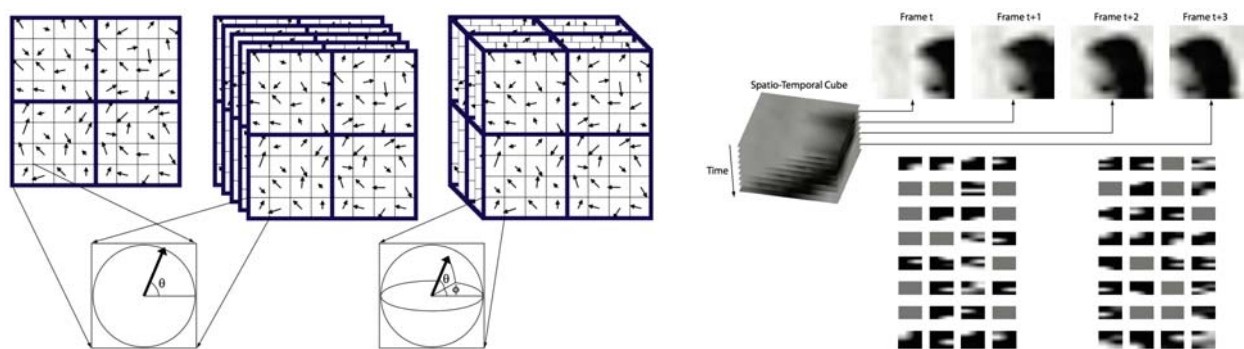 Frame t
Frame t+1
Frame t+2
Frame t+3
Spatio-Temporal Cube
Time
θ
θ
Φ